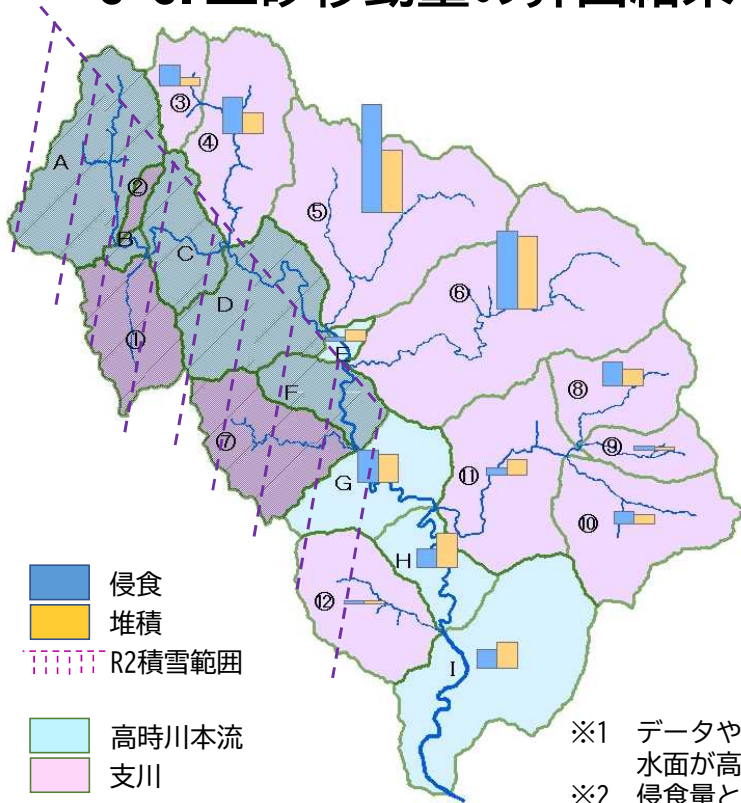 ③
④
A
②
⑤
B
C
⑥
D
①
E
⑧
F
⑦
⑨
G
⑪
⑩
H
⑫
I
侵食
堆積
R2積雪範囲
高時川本流
支川
※1 データや
水面が高
※2 侵食量と